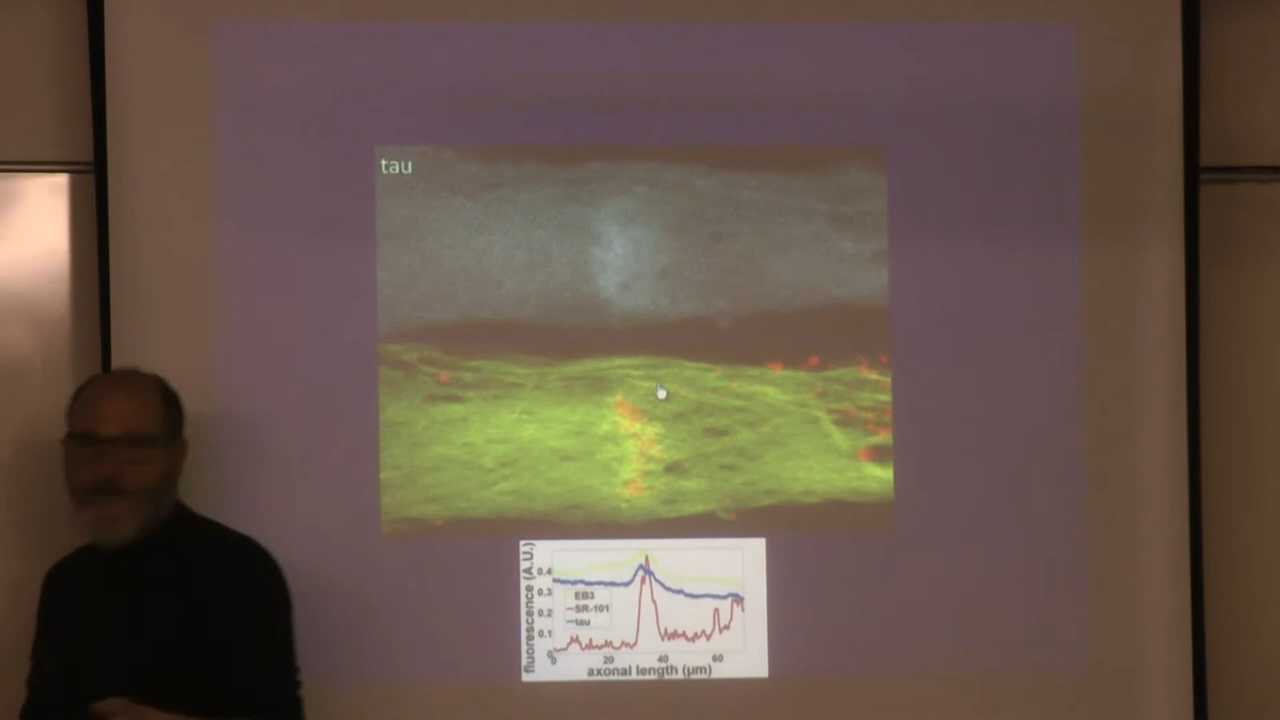 tau
fluorescence (A.U.)
0.4
0.3
0.2
0.1
0
EB3
SR-101
tau
0 20 40 60
axonal length (μm)